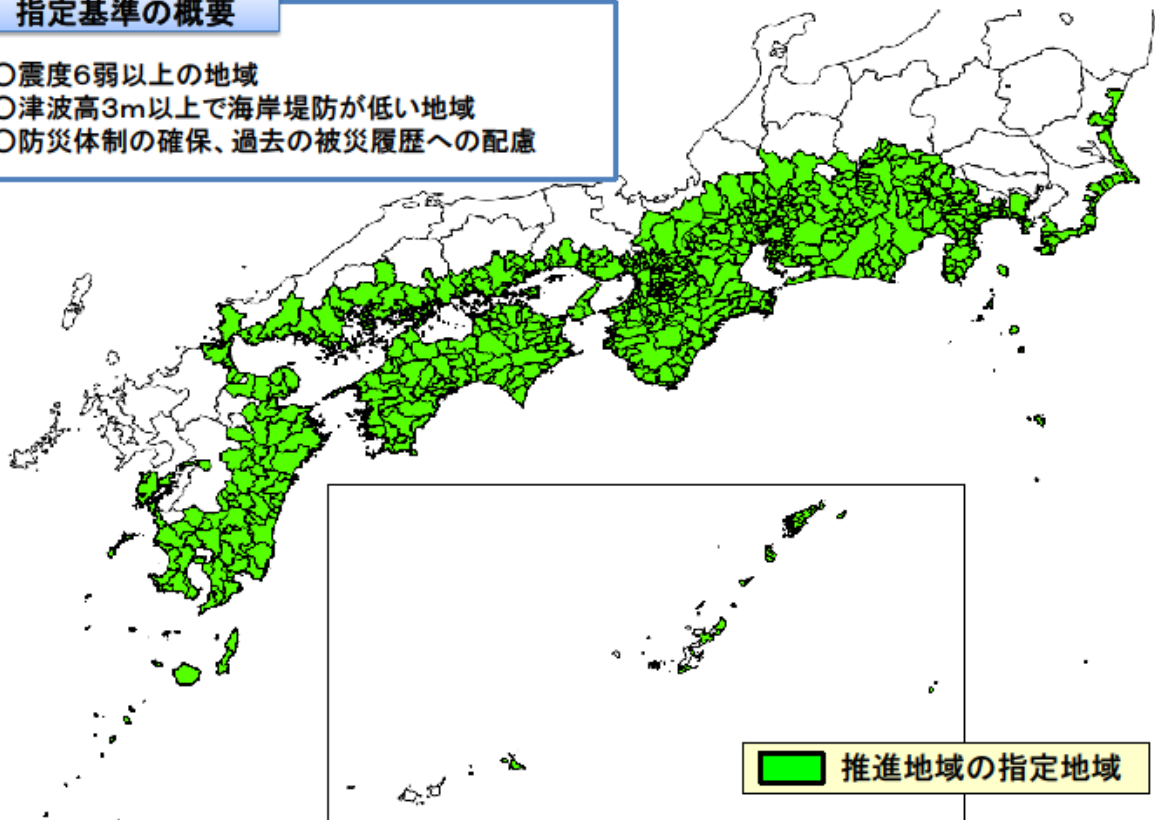 指定基準の概要
○震度6弱以上の地域
○津波高3m以上で海岸堤防が低い地域
○防災体制の確保、過去の被災履歴への配慮
推進地域の指定地域